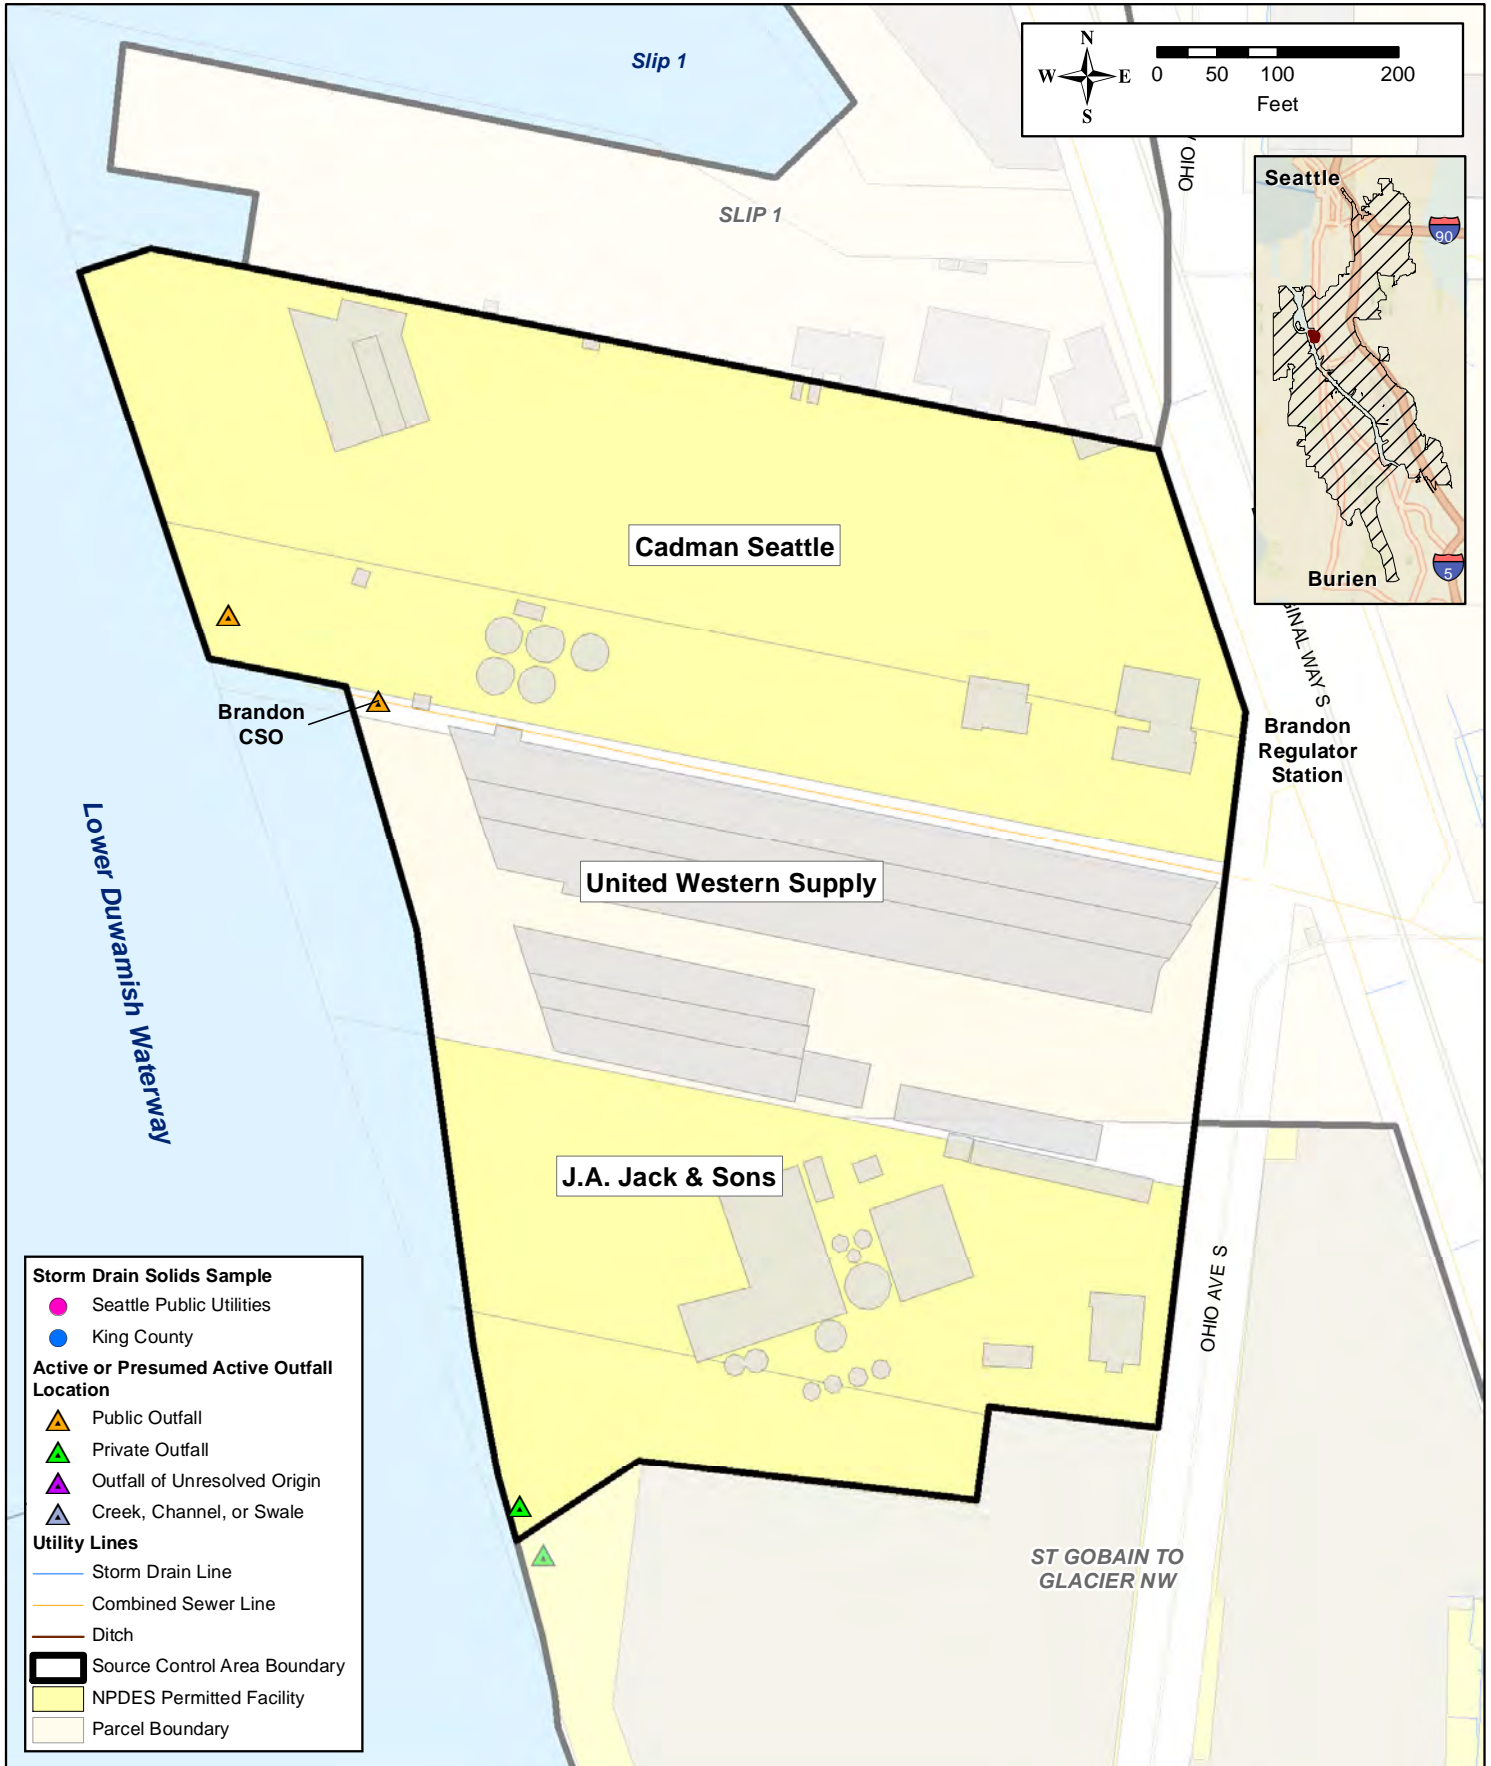 Slip 1
N
W E
S
0 50 100 200
Feet
OHIO
SLIP 1
Seattle
90
5
Burien
Cadman Seattle
GINAL WAY S
Brandon
CSO
Brandon
Regulator
Station
Lower Duwamish Waterway
United Western Supply
J.A. Jack & Sons
OHIO AVE S
ST GOBAIN TO
GLACIER NW
Storm Drain Solids Sample
Seattle Public Utilities
King County
Active or Presumed Active Outfall
Location
Public Outfall
Private Outfall
Outfall of Unresolved Origin
Creek, Channel, or Swale
Utility Lines
Storm Drain Line
Combined Sewer Line
Ditch
Source Control Area Boundary
NPDES Permitted Facility
Parcel Boundary